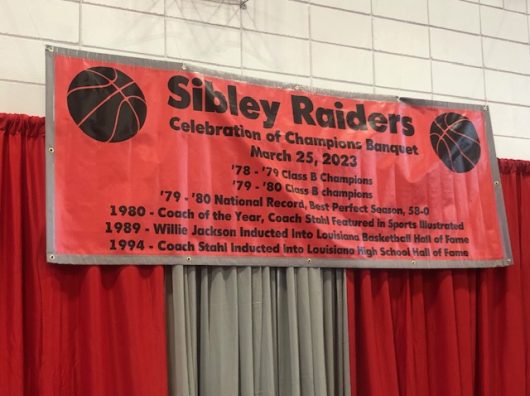 Sibley Raiders
Celebration of Champions Banquet
March 25, 2023
'78 - '79 Class B Champions
'79 - '80 Class B champions
'79 - '80 National Record, Best Perfect Season, 58-0
1980 - Coach of the Year, Coach Stahl Featured in Sports Illustrated
1989 - Willie Jackson Inducted Into Louisiana Basketball Hall of Fame
1994 - Coach Stahl Inducted Into Louisiana High School Hall of Fame